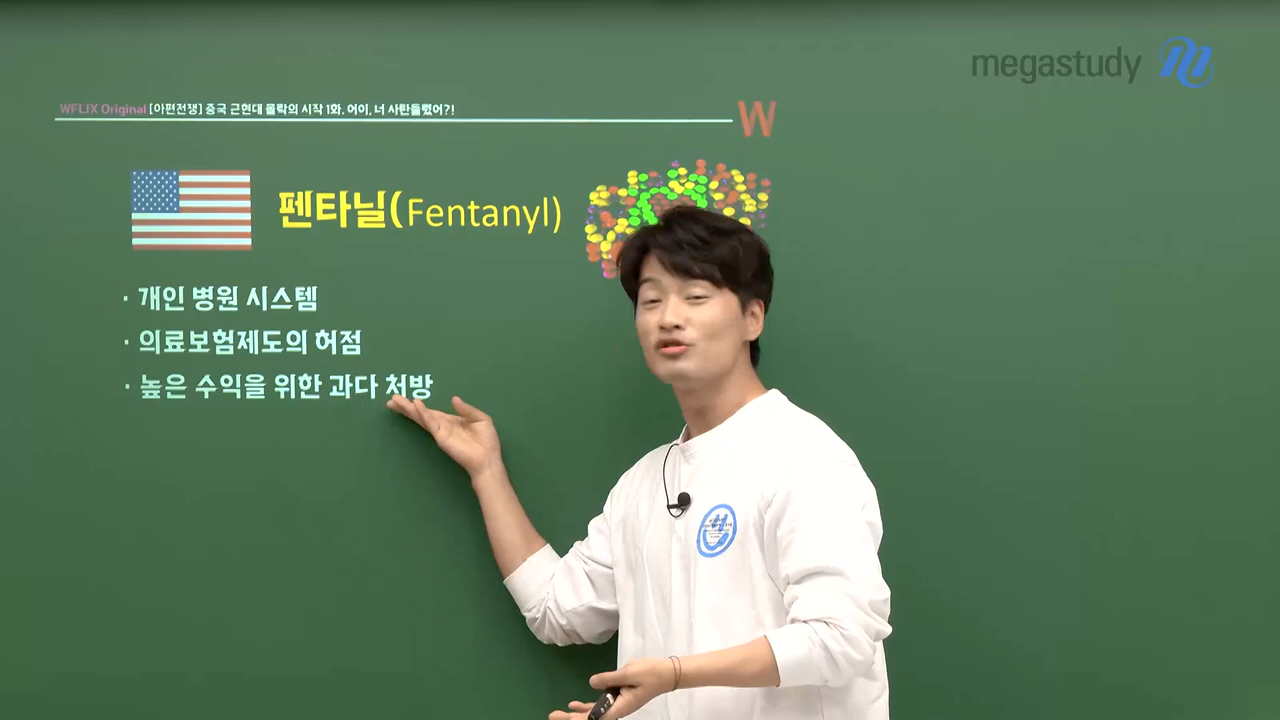 megastudy
WFLIX Original [아편전쟁] 중국 근현대 몰락의 시작 1화. 어이, 너 사탄들렸어?!
W
펜타닐(Fentanyl)
· 개인 병원 시스템
· 의료보험제도의 허점
· 높은 수익을 위한 과다 처방